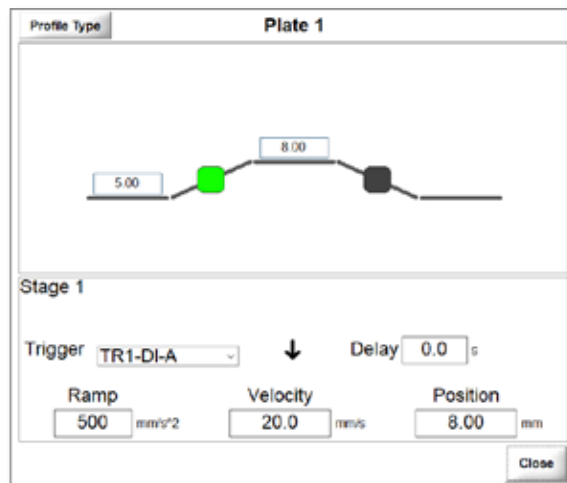 Profile Type Plate 1
8.00
5.00
Stage 1
Trigger TR1-DI-A Delay 0.0 s
Ramp Velocity Position
500 mm/s^2 20.0 mm/s 8.00 mm
Close